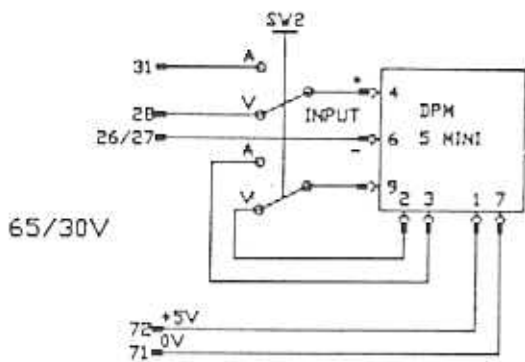 SW2
A
31
V
28
+
4
DPM
INPUT
26/27
-
6
5 MINI
A
V
9
2 3 1 7
65/30V
+5V
72
0V
71